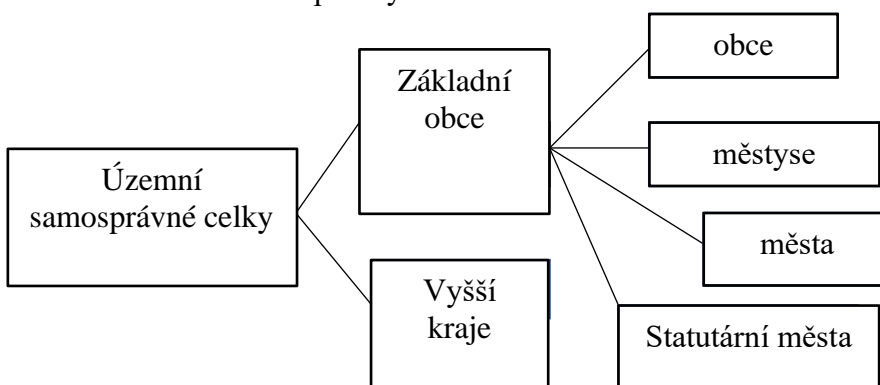 Územní
samosprávné celky
Základní
obce
Vyšší
kraje
obce
městyse
města
Statutární města